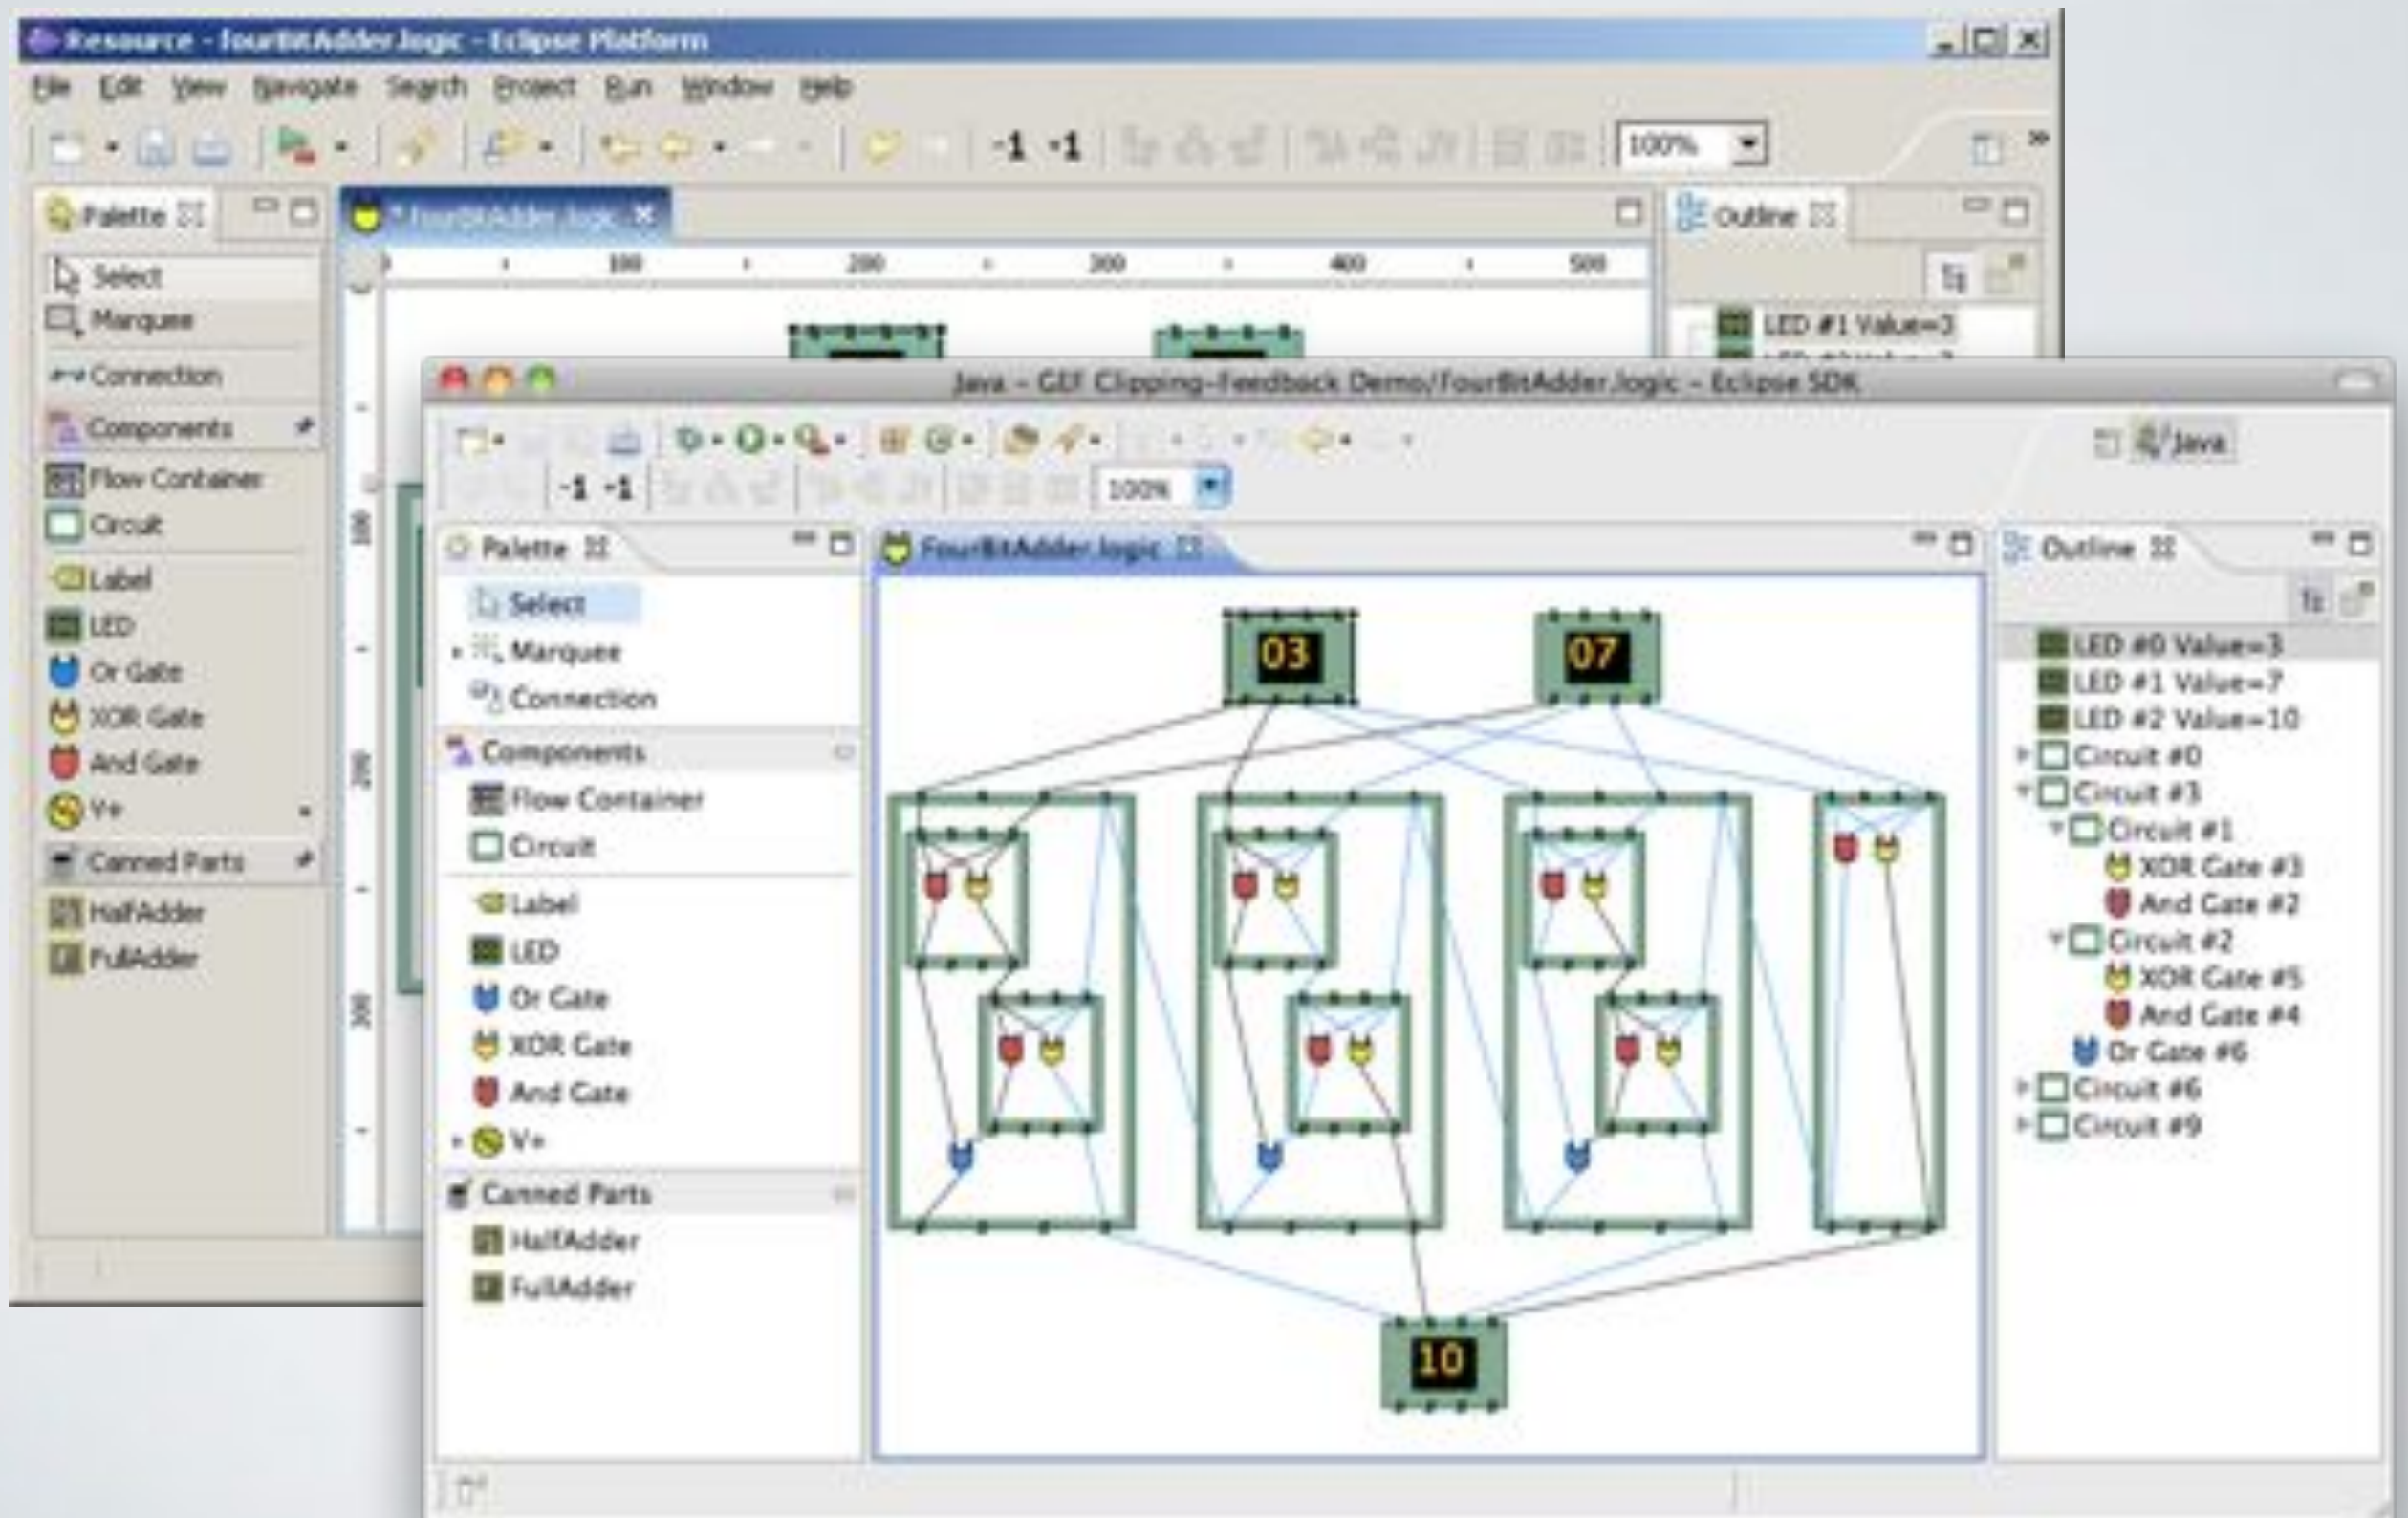 Resource - fourBitAdder.logic - Eclipse Platform
File Edit View Navigate Search Project Run Window Help
-1 -1 100%
Palette
* fourBitAdder.logic
Outline
Select
Marquee
Connection
Components
Flow Container
Circuit
Label
LED
Or Gate
XOR Gate
And Gate
V+
Canned Parts
HalfAdder
FullAdder
100 200 300 400 500
100
200
300
LED #1 Value=3
Java - GEF Clipping-Feedback Demo/FourBitAdder.logic - Eclipse SDK
Java
-1 -1 100%
Palette
Select
Marquee
Connection
Components
Flow Container
Circuit
Label
LED
Or Gate
XOR Gate
And Gate
V+
Canned Parts
HalfAdder
FullAdder
FourBitAdder.logic
03 07
10
Outline
LED #0 Value=3
LED #1 Value=7
LED #2 Value=10
Circuit #0
Circuit #3
Circuit #1
XOR Gate #3
And Gate #2
Circuit #2
XOR Gate #5
And Gate #4
Or Gate #6
Circuit #6
Circuit #9